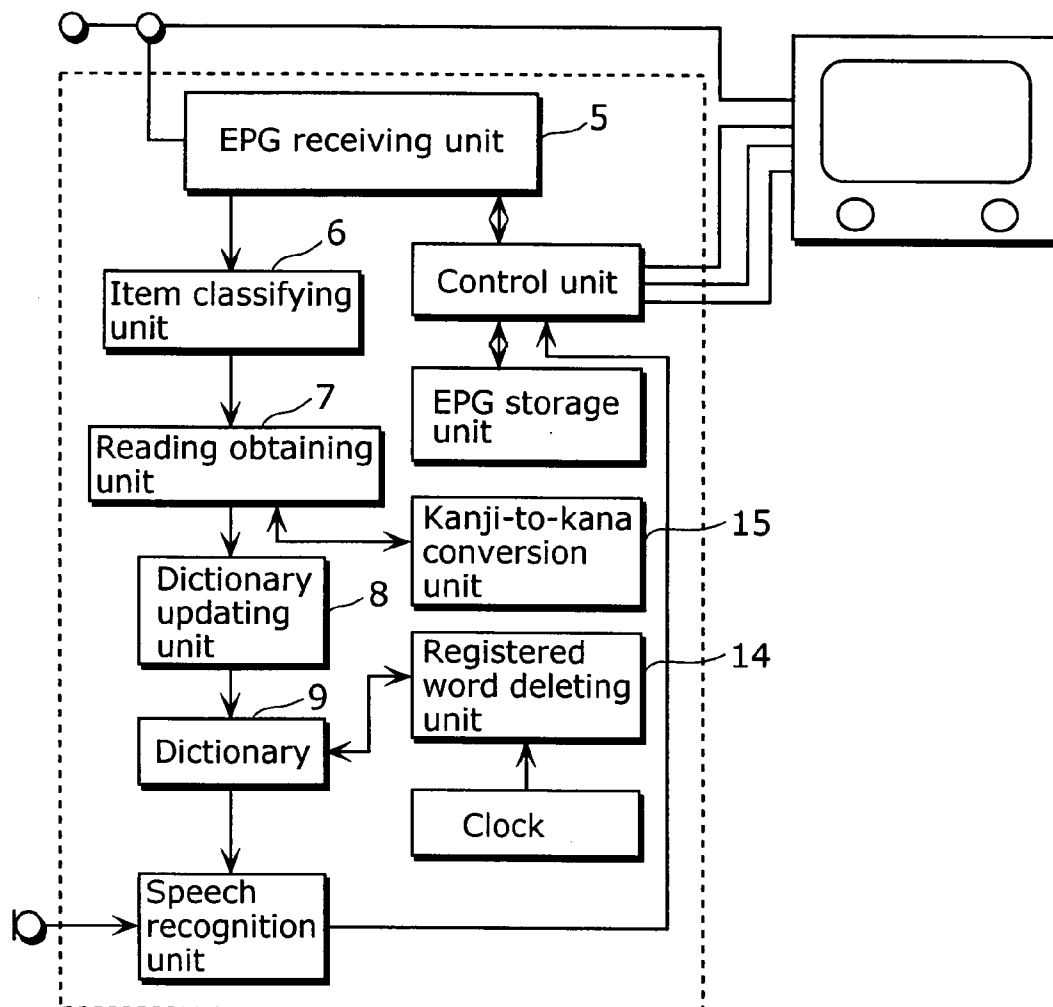 EPG receiving unit
5
6
Item classifying
unit
Control unit
7
Reading obtaining
unit
EPG storage
unit
Kanji-to-kana
conversion
unit
15
Dictionary
updating
unit
8
Registered
word deleting
unit
14
9
Dictionary
Clock
Speech
recognition
unit